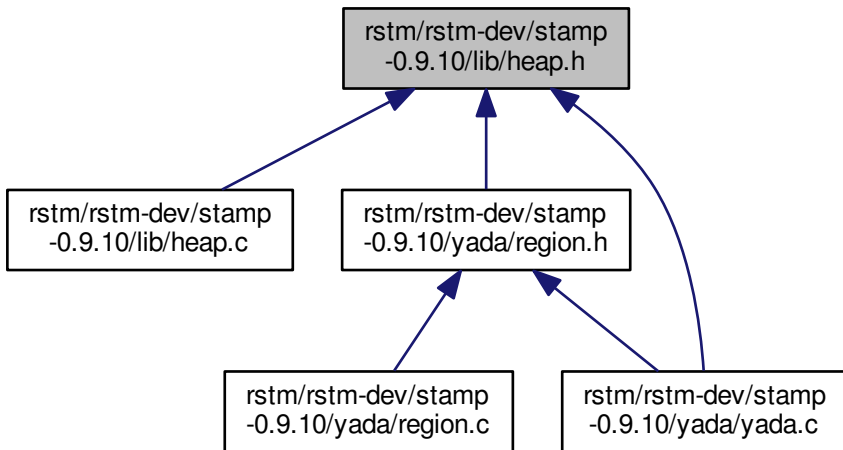 rstm/rstm-dev/stamp
-0.9.10/lib/heap.h
rstm/rstm-dev/stamp
-0.9.10/lib/heap.c
rstm/rstm-dev/stamp
-0.9.10/yada/region.h
rstm/rstm-dev/stamp
-0.9.10/yada/region.c
rstm/rstm-dev/stamp
-0.9.10/yada/yada.c